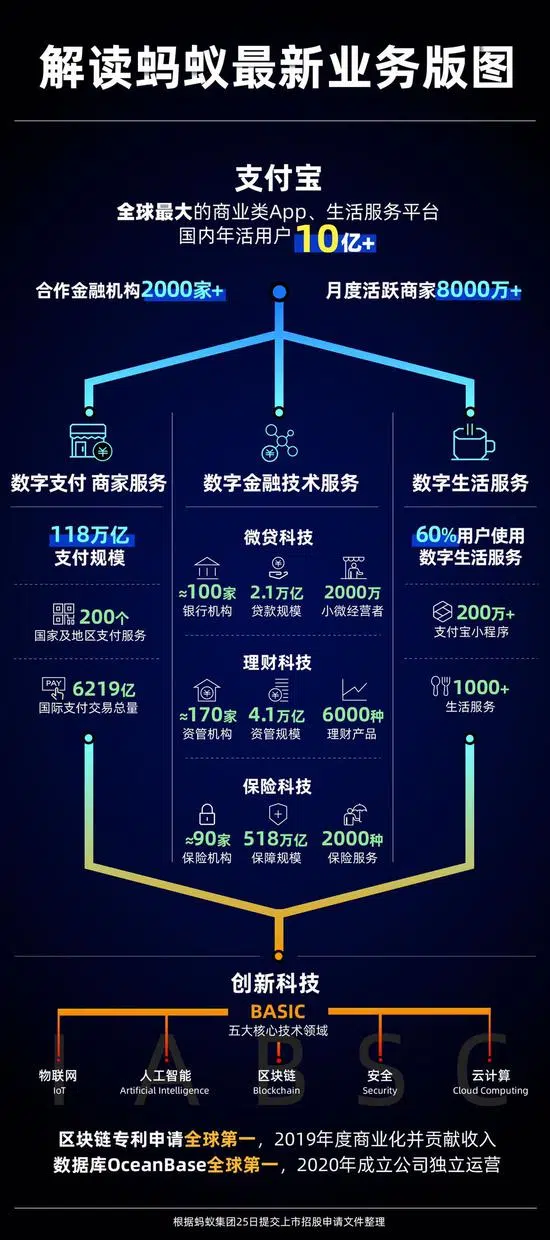 解读蚂蚁最新业务版图
支付宝
全球最大的商业类App、生活服务平台
国内年活用户10亿+
合作金融机构2000家+
月度活跃商家8000万+
数字支付 商家服务
118万亿
支付规模
200个
国家及地区支付服务
PAY
6219亿
国际支付交易总量
数字金融技术服务
微贷科技
≈100家 2.1万亿 2000万
银行机构 贷款规模 小微经营者
理财科技
≈170家 4.1万亿 6000种
资管机构 资管规模 理财产品
保险科技
≈90家 518万亿 2000种
保险机构 保障规模 保险服务
数字生活服务
60%用户使用
数字生活服务
200万+
支付宝小程序
1000+
生活服务
创新科技
BASIC
五大核心技术领域
I A B S C
物联网 人工智能 区块链 安全 云计算
IoT Artificial Intelligence Blockchain Security Cloud Computing
区块链专利申请全球第一，2019年度商业化并贡献收入
数据库OceanBase全球第一，2020年成立公司独立运营
根据蚂蚁集团25日提交上市招股申请文件整理